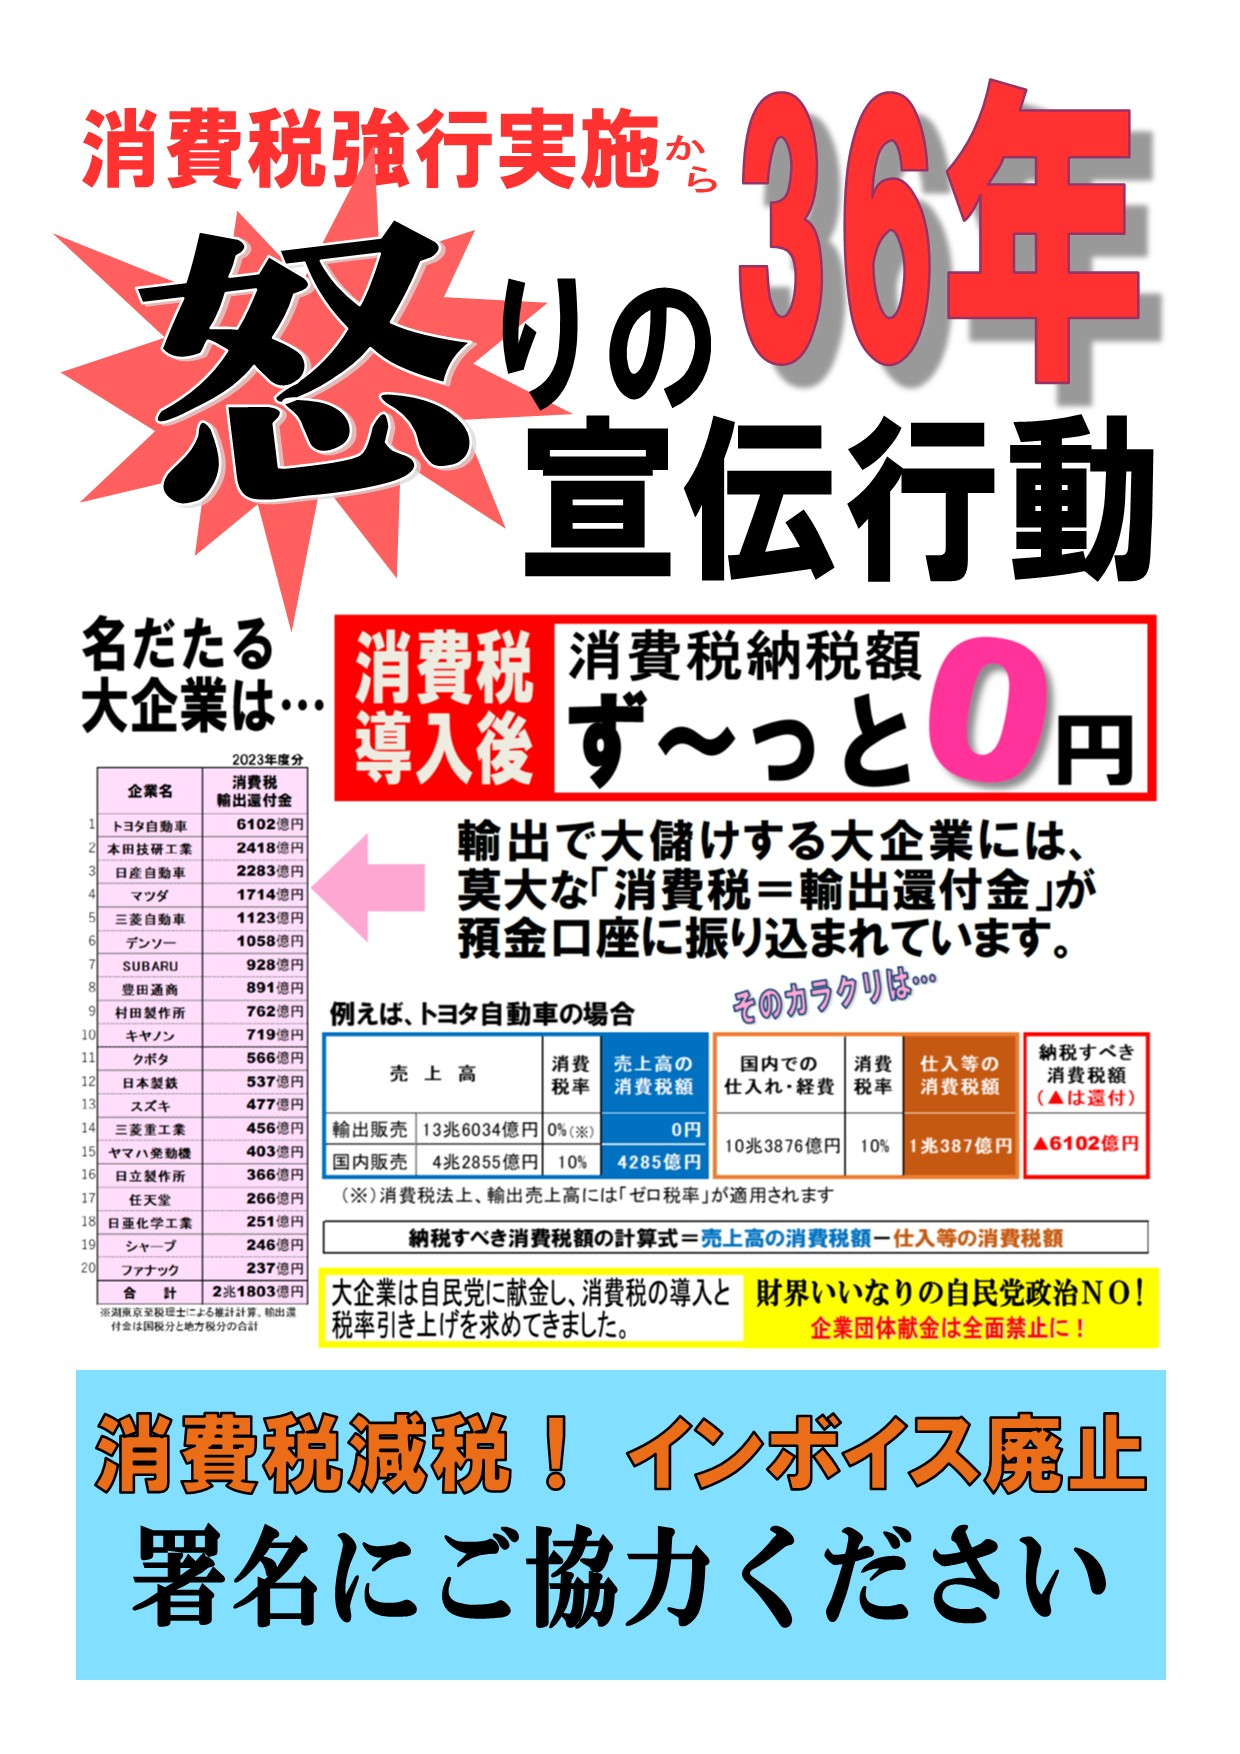 消費税強行実施から
36年
怒りの
宣伝行動
名だたる
大企業は…
消費税
導入後
消費税納税額
ず～っと0円
2023年度分
企業名 消費税輸出還付金
1 トヨタ自動車 6102億円
2 本田技研工業 2418億円
3 日産自動車 2283億円
4 マツダ 1714億円
5 三菱自動車 1123億円
6 デンソー 1058億円
7 SUBARU 928億円
8 豊田通商 891億円
9 村田製作所 762億円
10 キヤノン 719億円
11 クボタ 566億円
12 日本製鉄 537億円
13 スズキ 477億円
14 三菱重工業 456億円
15 ヤマハ発動機 403億円
16 日立製作所 366億円
17 任天堂 266億円
18 日亜化学工業 251億円
19 シャープ 246億円
20 ファナック 237億円
合計 2兆1803億円
※湖東京至税理士による推計計算。輸出還
付金は国税分と地方税分の合計
輸出で大儲けする大企業には、
莫大な「消費税＝輸出還付金」が
預金口座に振り込まれています。
そのカラクリは…
例えば、トヨタ自動車の場合
売上高 消費税率 売上高の消費税額 国内での仕入れ・経費 消費税率 仕入等の消費税額 納税すべき消費税額（▲は還付）
輸出販売 13兆6034億円 0%(※) 0円 10兆3876億円 10% 1兆387億円 ▲6102億円
国内販売 4兆2855億円 10% 4285億円
（※）消費税法上、輸出売上高には「ゼロ税率」が適用されます
納税すべき消費税額の計算式＝売上高の消費税額－仕入等の消費税額
大企業は自民党に献金し、消費税の導入と
税率引き上げを求めてきました。
財界いいなりの自民党政治NO！
企業団体献金は全面禁止に！
消費税減税！ インボイス廃止
署名にご協力ください